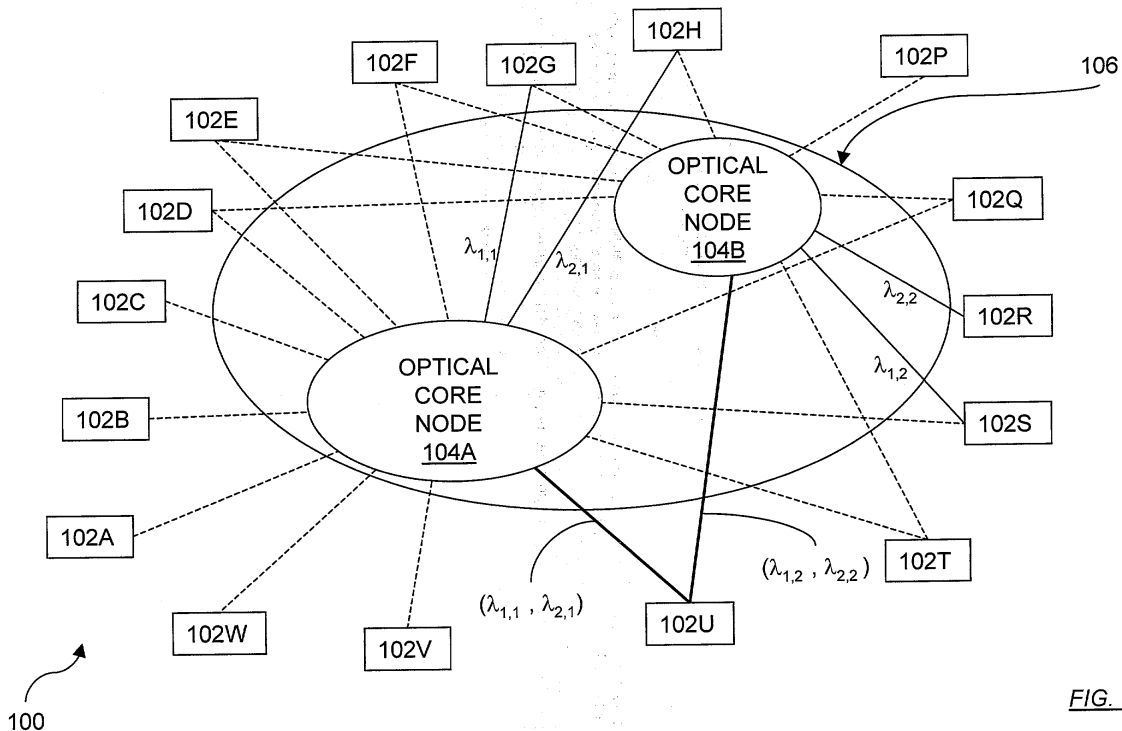 102H
102F
102G
102P
106
102E
OPTICAL
CORE
NODE
104B
102D
102Q
λ1,1
λ2,1
102C
λ2,2
102R
OPTICAL
CORE
NODE
104A
λ1,2
102B
102S
102A
102T
(λ1,2 , λ2,2)
(λ1,1 , λ2,1)
102U
102W
102V
100
FIG.